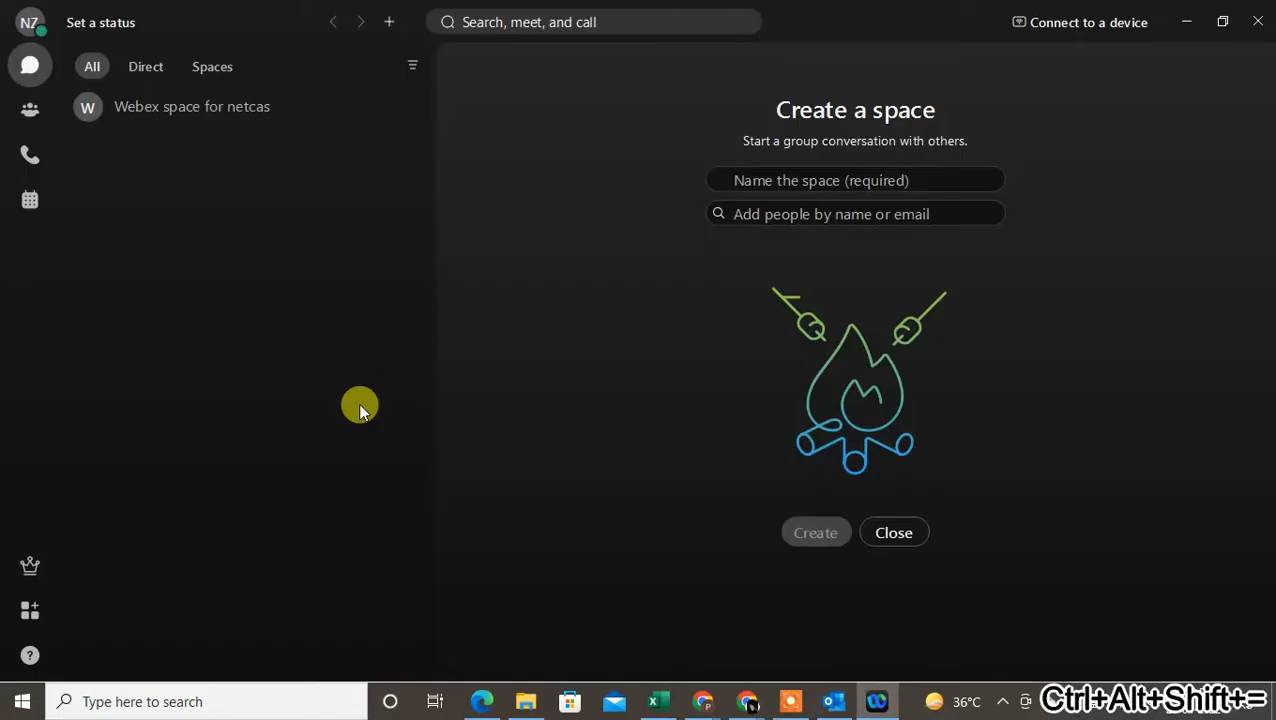 NZ
Set a status
Search, meet, and call
Connect to a device
All
Direct
Spaces
W
Webex space for netcas
Create a space
Start a group conversation with others.
Name the space (required)
Add people by name or email
Create
Close
?
Type here to search
36°C
Ctrl+Alt+Shift+=